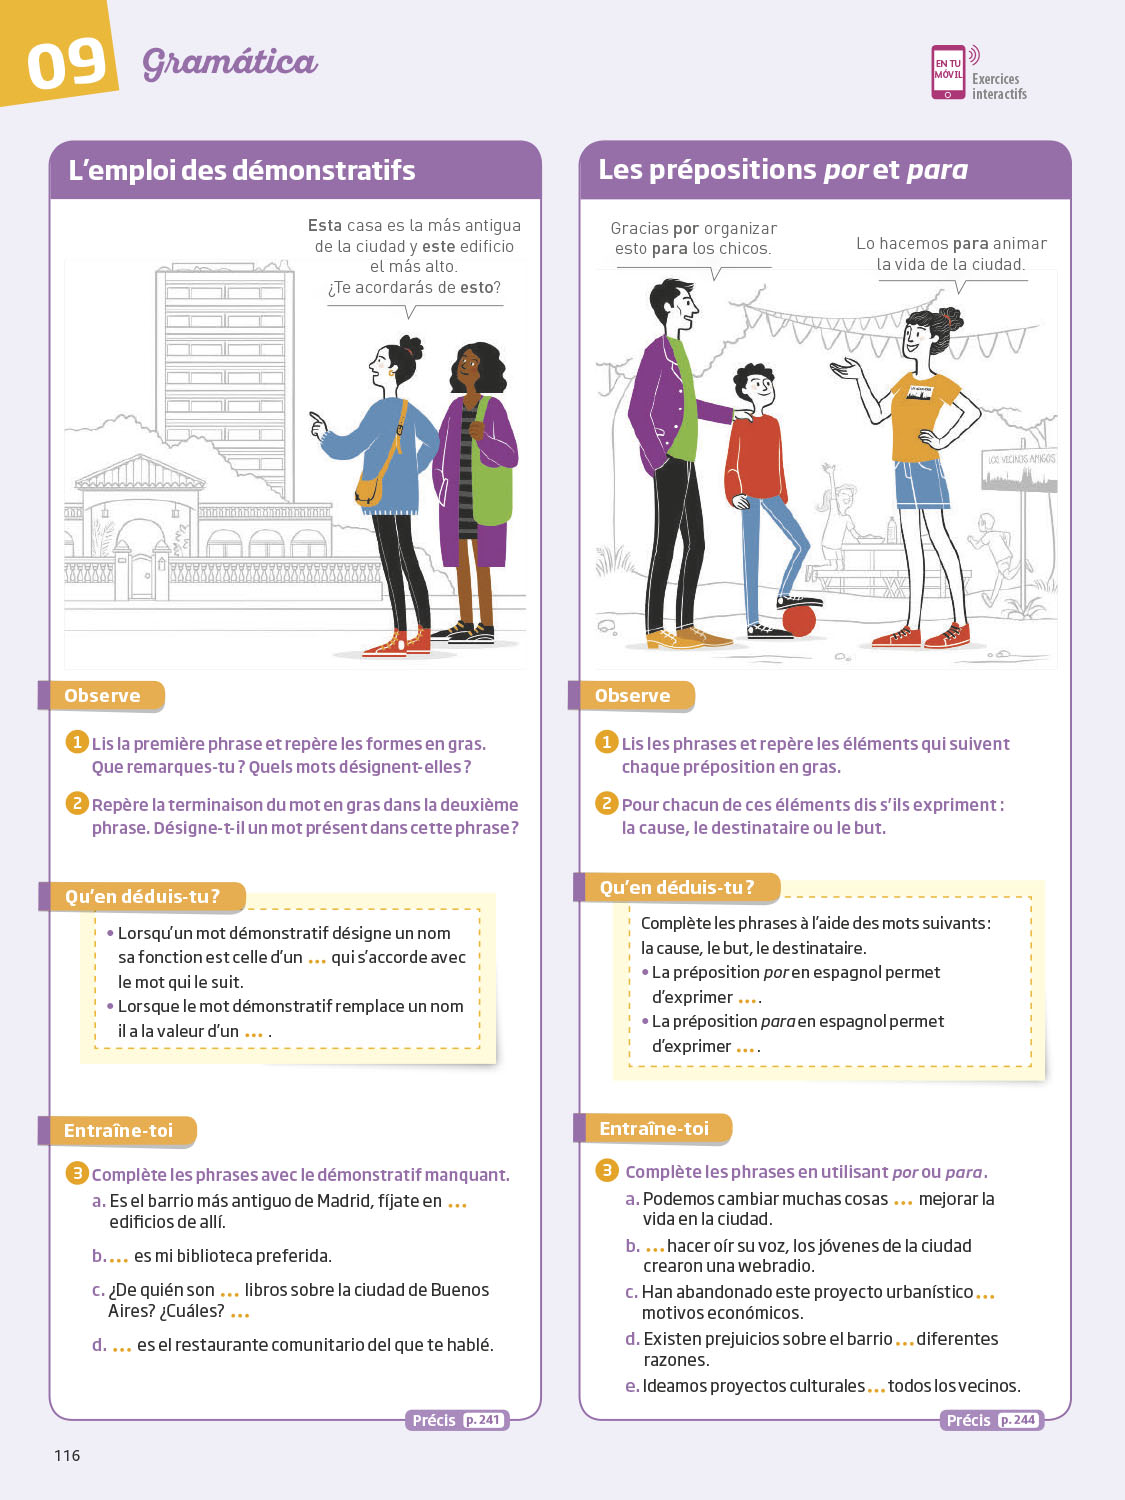 09
Gramática
EN TU
MÓVIL
Exercices
interactifs
L'emploi des démonstratifs
Esta casa es la más antigua
de la ciudad y este edificio
el más alto.
¿Te acordarás de esto?
Observe
1 Lis la première phrase et repère les formes en gras.
Que remarques-tu ? Quels mots désignent-elles ?
2 Repère la terminaison du mot en gras dans la deuxième
phrase. Désigne-t-il un mot présent dans cette phrase ?
Qu'en déduis-tu ?
• Lorsqu'un mot démonstratif désigne un nom
sa fonction est celle d'un ... qui s'accorde avec
le mot qui le suit.
• Lorsque le mot démonstratif remplace un nom
il a la valeur d'un ... .
Entraîne-toi
3 Complète les phrases avec le démonstratif manquant.
a. Es el barrio más antiguo de Madrid, fíjate en ...
edificios de allí.
b. ... es mi biblioteca preferida.
c. ¿De quién son ... libros sobre la ciudad de Buenos
Aires? ¿Cuáles? ...
d. ... es el restaurante comunitario del que te hablé.
Précis p. 241
Les prépositions por et para
Gracias por organizar
esto para los chicos.
Lo hacemos para animar
la vida de la ciudad.
LOS VECINOS AMIGOS
Observe
1 Lis les phrases et repère les éléments qui suivent
chaque préposition en gras.
2 Pour chacun de ces éléments dis s'ils expriment :
la cause, le destinataire ou le but.
Qu'en déduis-tu ?
Complète les phrases à l'aide des mots suivants :
la cause, le but, le destinataire.
• La préposition por en espagnol permet
d'exprimer ... .
• La préposition para en espagnol permet
d'exprimer ... .
Entraîne-toi
3 Complète les phrases en utilisant por ou para.
a. Podemos cambiar muchas cosas ... mejorar la
vida en la ciudad.
b. ... hacer oír su voz, los jóvenes de la ciudad
crearon una webradio.
c. Han abandonado este proyecto urbanístico ...
motivos económicos.
d. Existen prejuicios sobre el barrio ... diferentes
razones.
e. Ideamos proyectos culturales ... todos los vecinos.
Précis p. 244
116